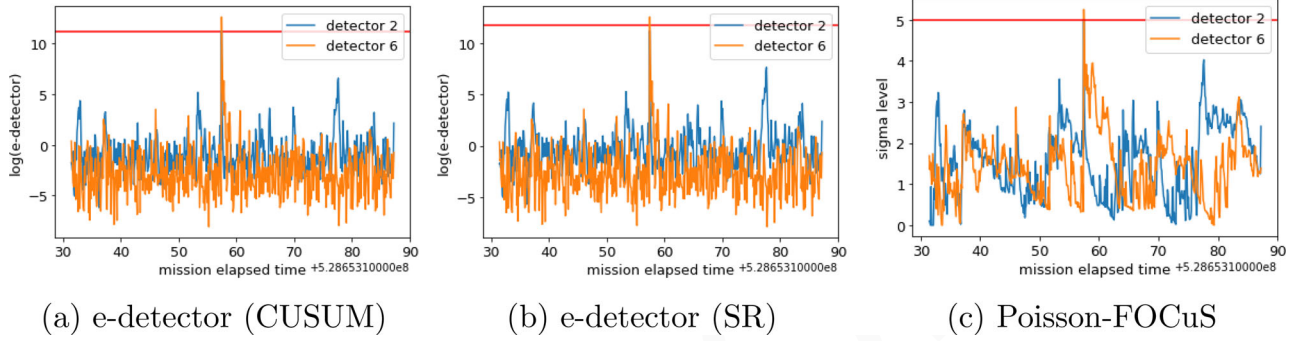 log(e-detector)
10
5
0
−5
detector 2
detector 6
30
40
50
60
70
80
90
mission elapsed time +5.2865310000e8
(a) e-detector (CUSUM)
log(e-detector)
10
5
0
−5
detector 2
detector 6
30
40
50
60
70
80
90
mission elapsed time +5.2865310000e8
(b) e-detector (SR)
sigma level
5
4
3
2
1
0
detector 2
detector 6
30
40
50
60
70
80
90
mission elapsed time +5.2865310000e8
(c) Poisson-FOCuS